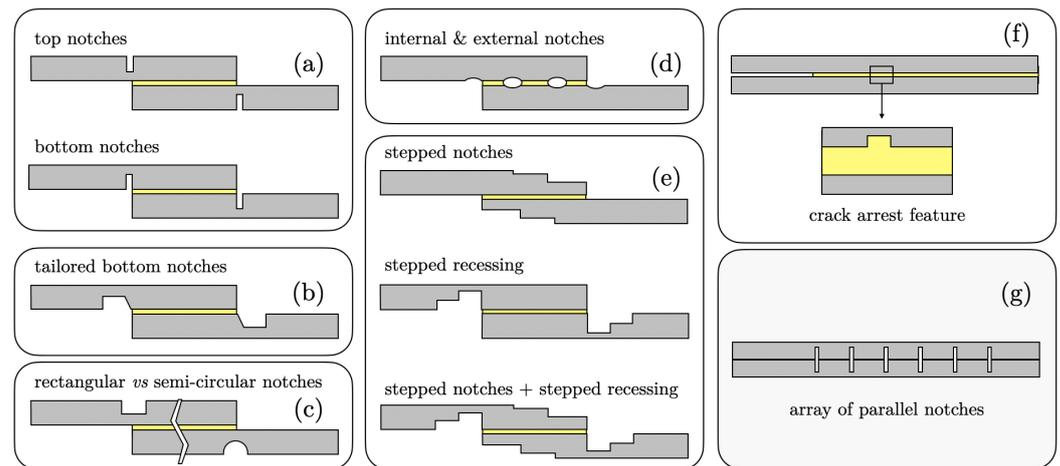 top notches
(a)
bottom notches
tailored bottom notches
(b)
rectangular vs semi-circular notches
(c)
internal & external notches
(d)
stepped notches
(e)
stepped recessing
stepped notches + stepped recessing
(f)
crack arrest feature
(g)
array of parallel notches